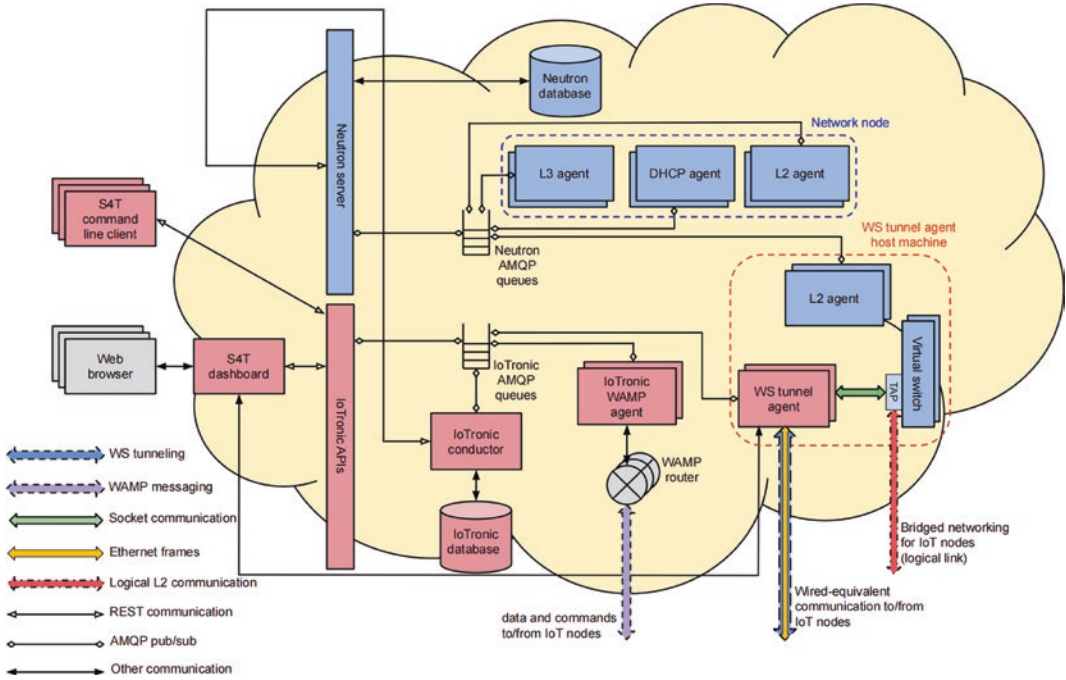 Neutron server
Neutron
database
Network node
L3 agent
DHCP agent
L2 agent
S4T
command
line client
Neutron
AMQP
queues
WS tunnel agent
host machine
L2 agent
Virtual switch
TAP
Web
browser
S4T
dashboard
IoTronic APIs
IoTronic
AMQP
queues
IoTronic
WAMP
agent
WS tunnel
agent
IoTronic
conductor
WAMP
router
IoTronic
database
WS tunneling
WAMP messaging
Socket communication
Ethernet frames
Logical L2 communication
REST communication
AMQP pub/sub
Other communication
data and commands
to/from IoT nodes
Bridged networking
for IoT nodes
(logical link)
Wired-equivalent
communication to/from
IoT nodes